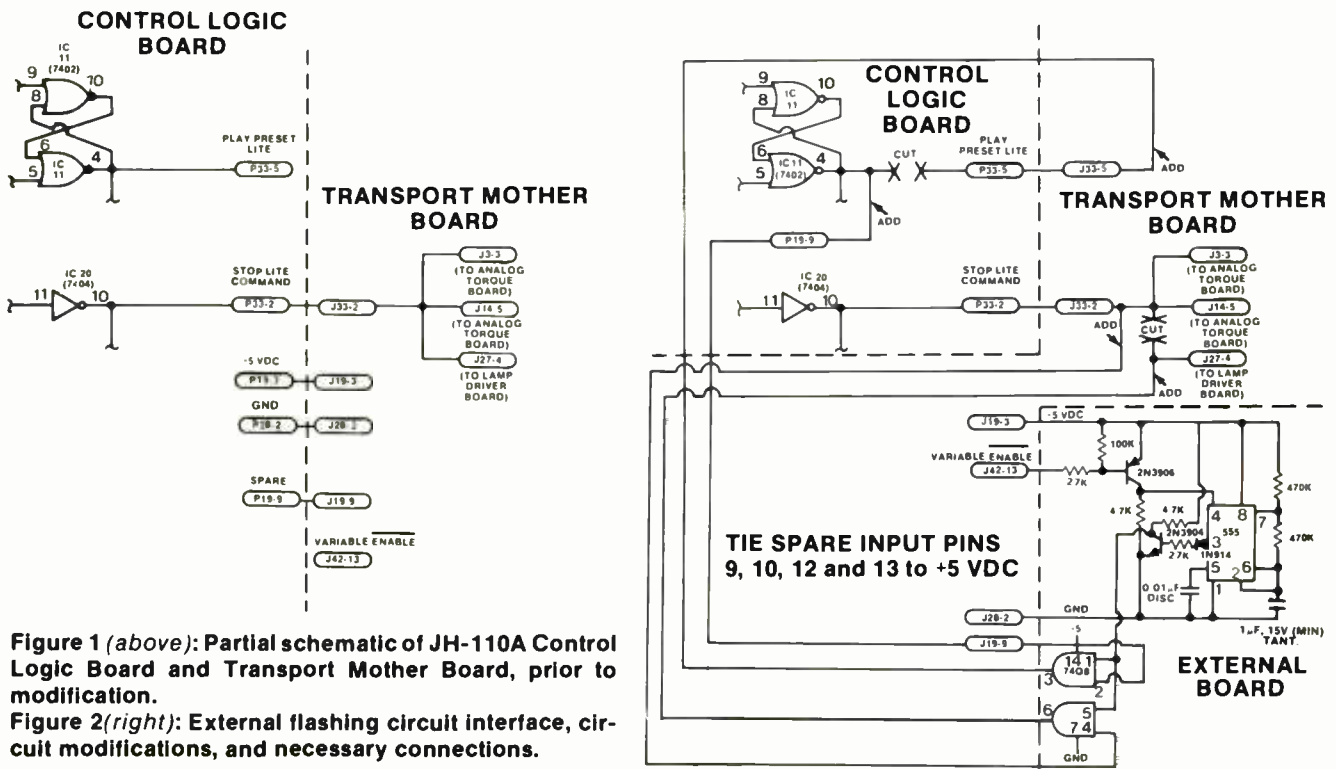 CONTROL LOGIC
BOARD
IC
11
(7402)
9
10
8
6
4
5
IC
11
PLAY PRESET
LITE
P33-5
TRANSPORT MOTHER
BOARD
IC 20
(7404)
11
10
STOP LITE
COMMAND
P33-2
J33-2
J3-3
(TO ANALOG
TORQUE
BOARD)
J14-5
(TO ANALOG
TORQUE
BOARD)
J27-4
(TO LAMP
DRIVER
BOARD)
-5 VDC
J19-3
GND
SPARE
P19-9
J19-9
VARIABLE ENABLE
J42-13
Figure 1 (above): Partial schematic of JH-110A Control
Logic Board and Transport Mother Board, prior to
modification.
Figure 2(right): External flashing circuit interface, cir-
cuit modifications, and necessary connections.
CONTROL
LOGIC
BOARD
9
10
8
IC
11
6
4
5
IC11
(7402)
CUT
PLAY
PRESET LITE
P33-5
J33-5
ADD
ADD
P19-9
TRANSPORT MOTHER
BOARD
IC 20
(7404)
11
10
STOP LITE
COMMAND
P33-2
J33-2
ADD
J3-3
(TO ANALOG
TORQUE
BOARD)
J14-5
CUT
(TO ANALOG
TORQUE
BOARD)
J27-4
(TO LAMP
DRIVER
BOARD)
ADD
J19-3
-5 VDC
100K
VARIABLE ENABLE
J42-13
27K
2N3906
470K
4 7K
4 7K
2N3904
27K
1N914
4
8
7
3
555
5
2
6
1
470K
0 01µF
DISC
1µF, 15V (MIN)
TANT.
TIE SPARE INPUT PINS
9, 10, 12 and 13 to +5 VDC
J28-2
GND
J19-9
-5
14
1
7408
3
2
6
5
7
4
GND
EXTERNAL
BOARD